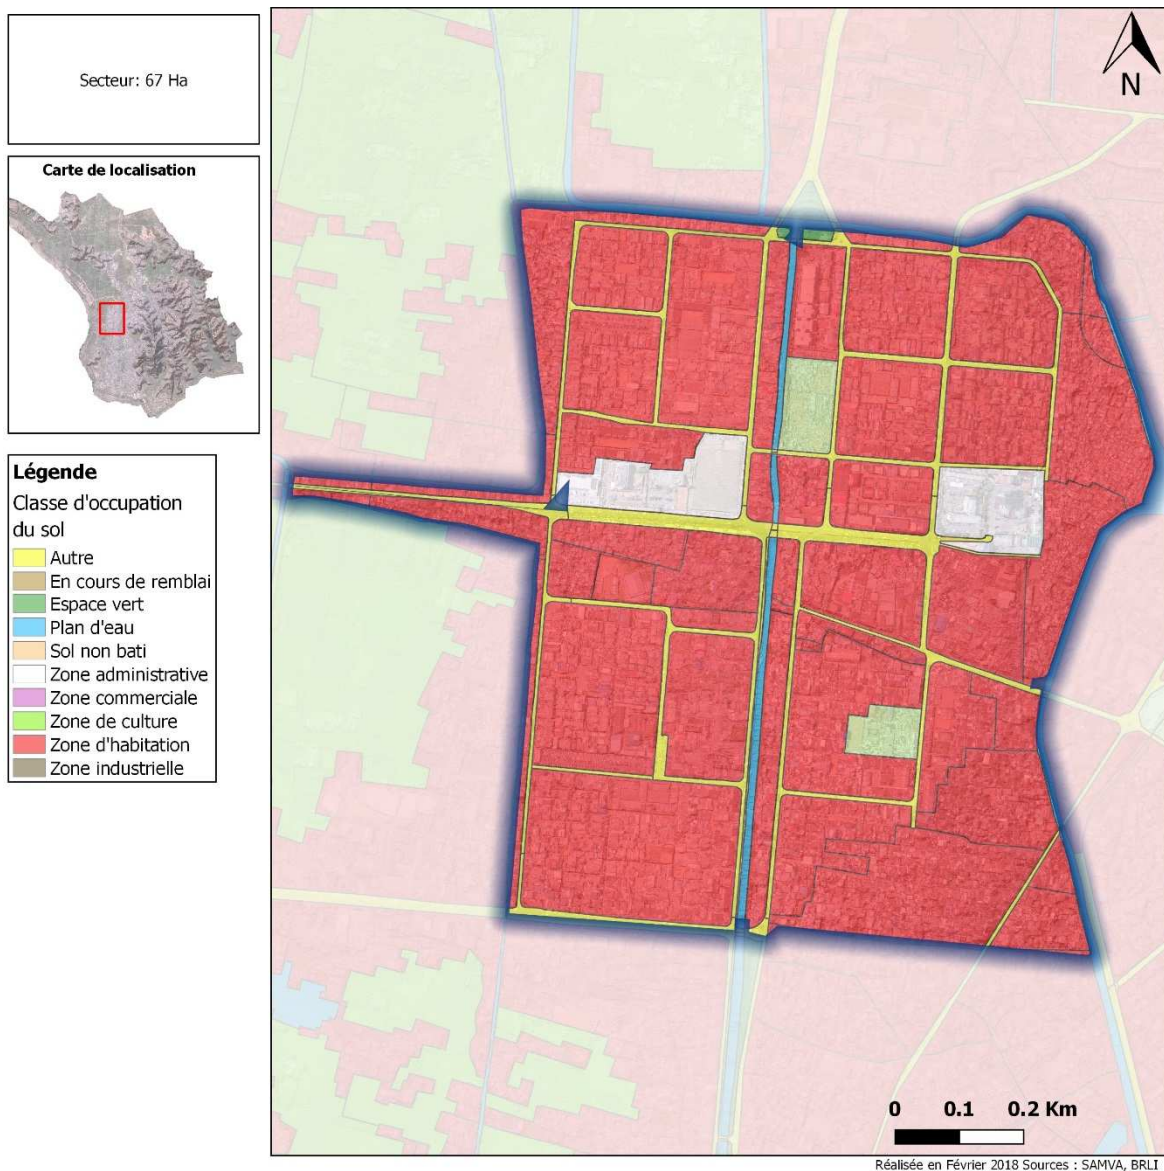 Secteur: 67 Ha
Carte de localisation
Légende
Classe d'occupation
du sol
Autre
En cours de remblai
Espace vert
Plan d'eau
Sol non bati
Zone administrative
Zone commerciale
Zone de culture
Zone d'habitation
Zone industrielle
N
0 0.1 0.2 Km
Réalisée en Février 2018 Sources : SAMVA, BRLI